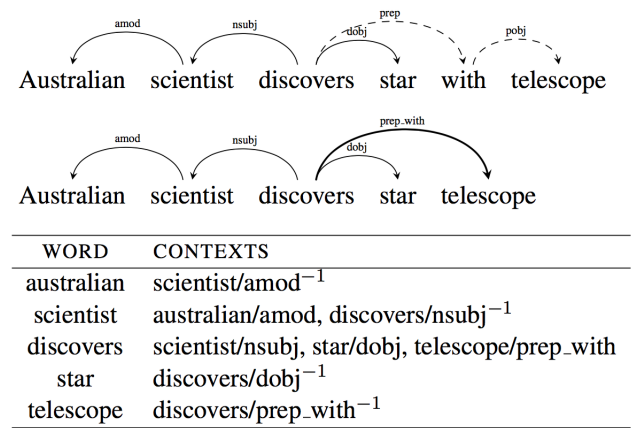 prep
amod nsubj dobj pobj
Australian scientist discovers star with telescope
prep_with
amod nsubj dobj
Australian scientist discovers star telescope
WORD CONTEXTS
australian scientist/amod⁻¹
scientist australian/amod, discovers/nsubj⁻¹
discovers scientist/nsubj, star/dobj, telescope/prep_with
star discovers/dobj⁻¹
telescope discovers/prep_with⁻¹